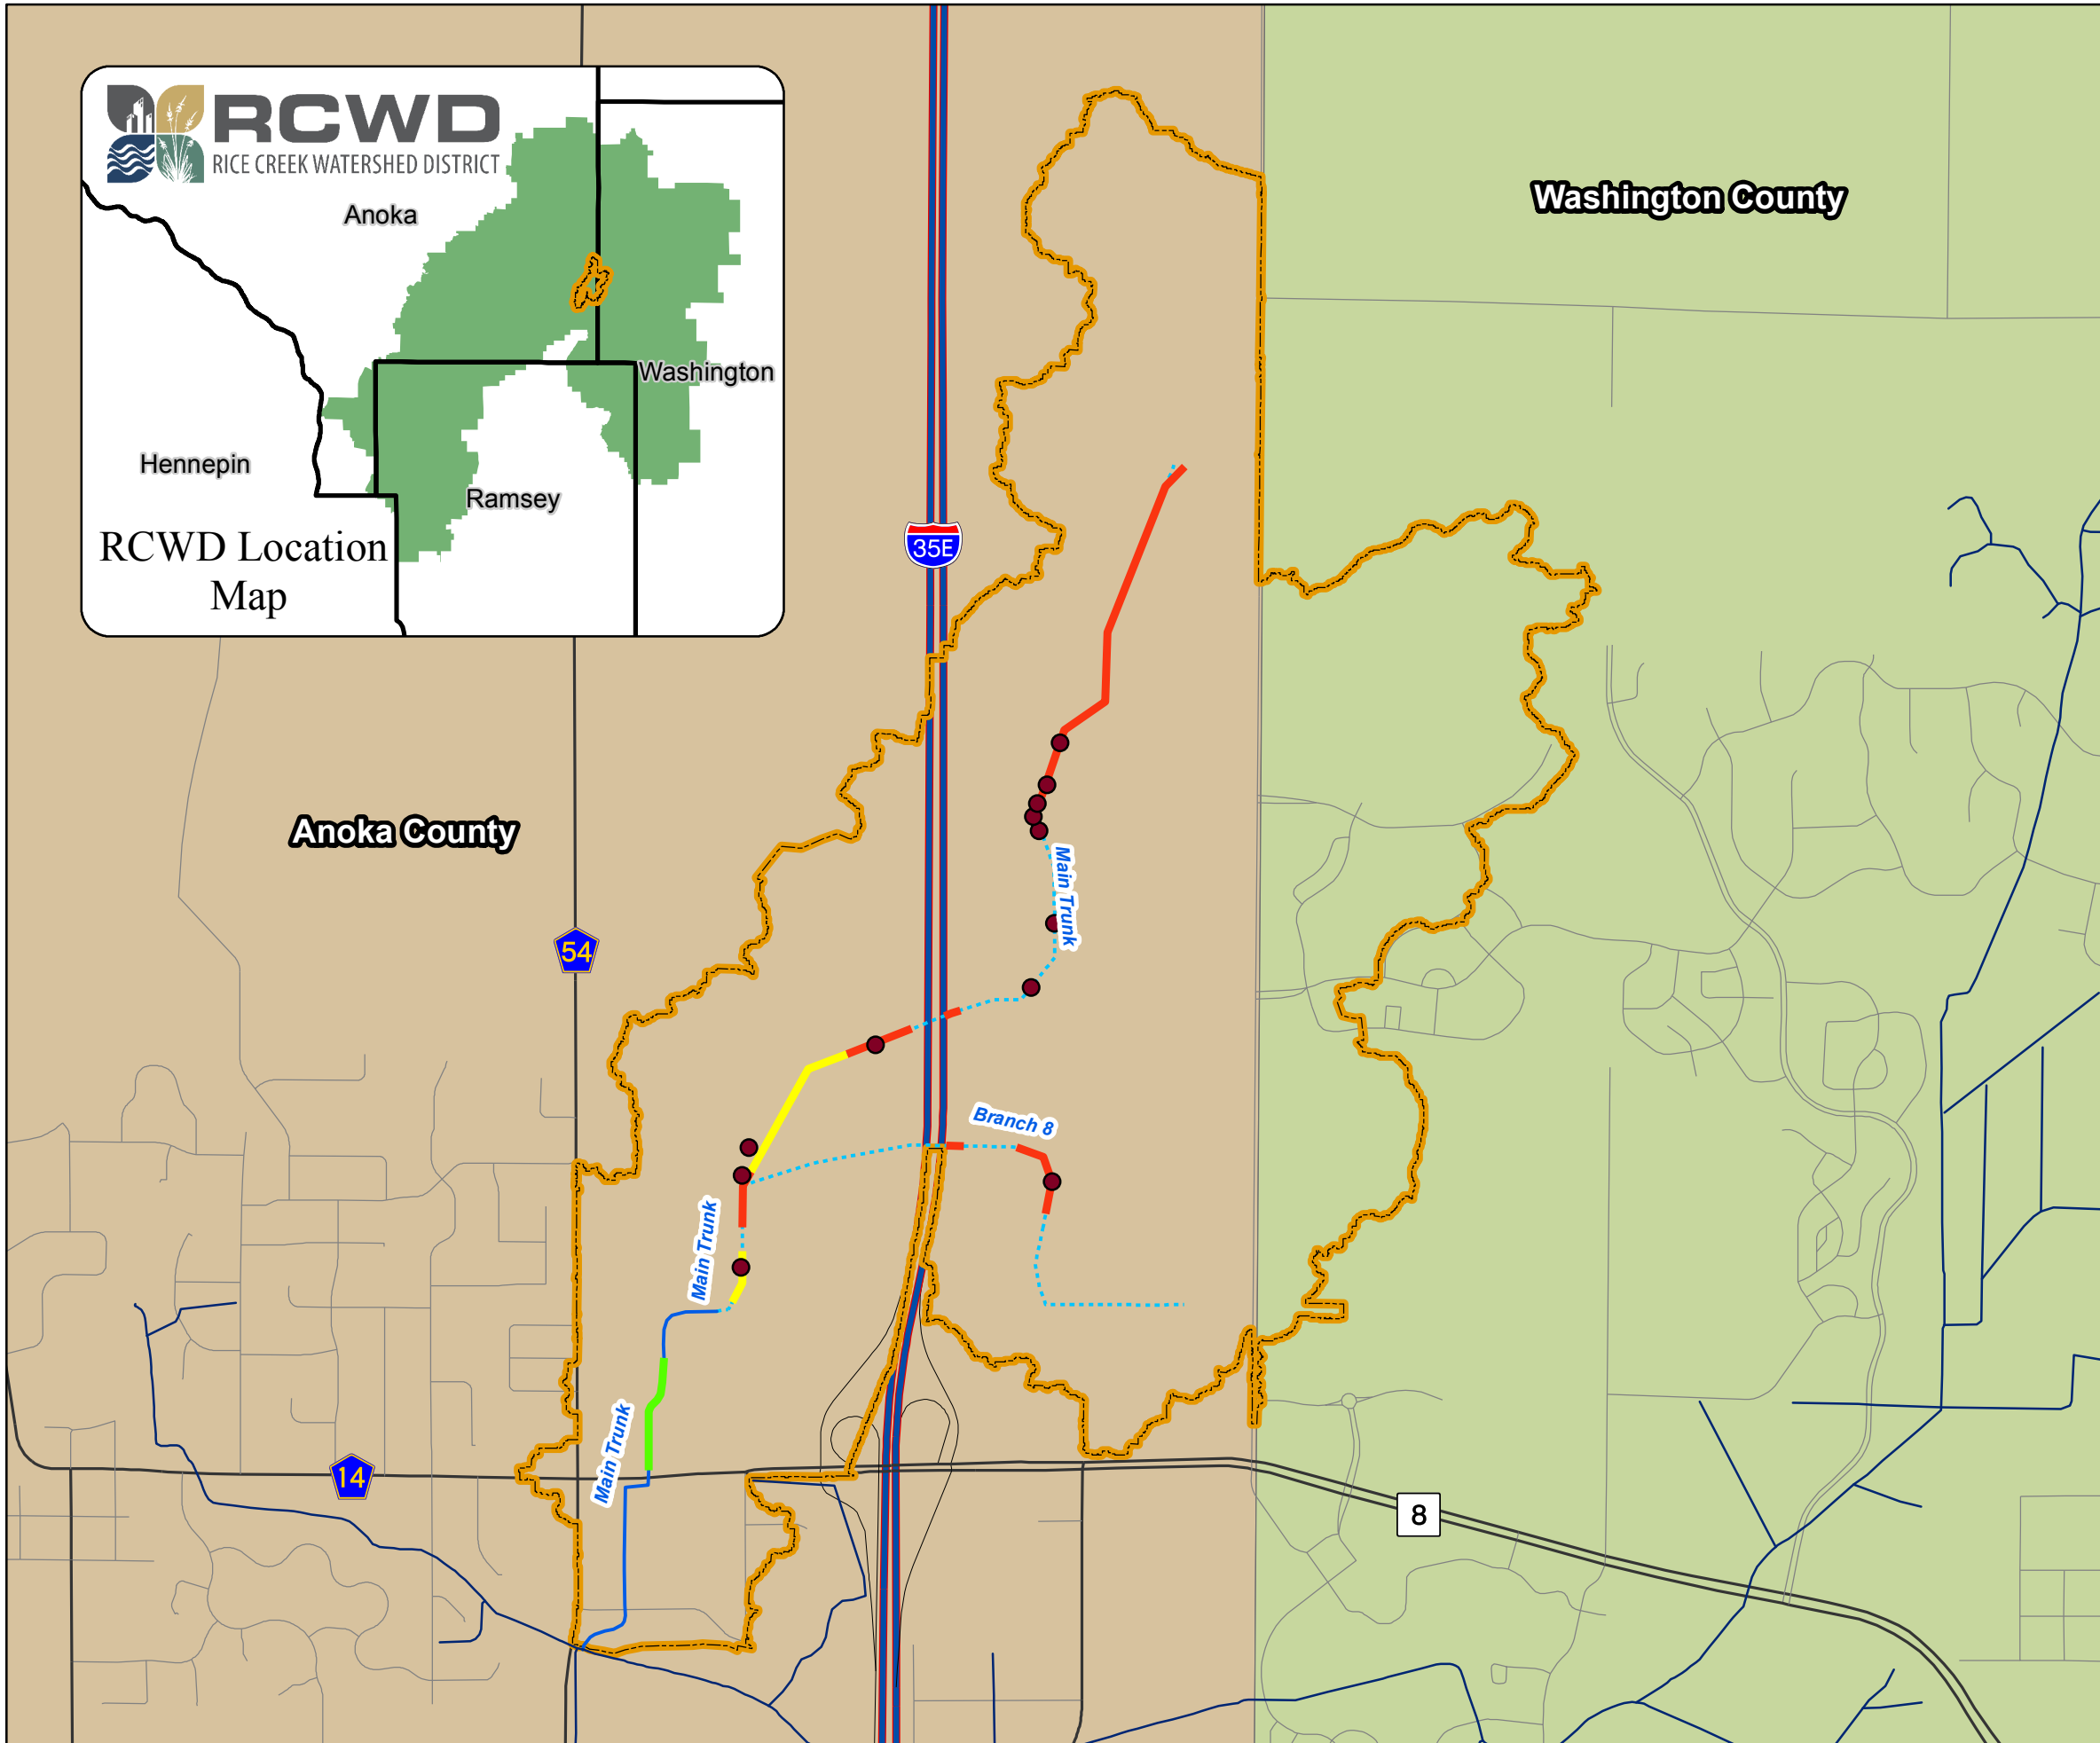 RCWD
RICE CREEK WATERSHED DISTRICT
Anoka
Washington
Hennepin
Ramsey
RCWD Location
Map
Washington County
35E
Anoka County
Main Trunk
54
Branch 8
Main Trunk
Main Trunk
14
8